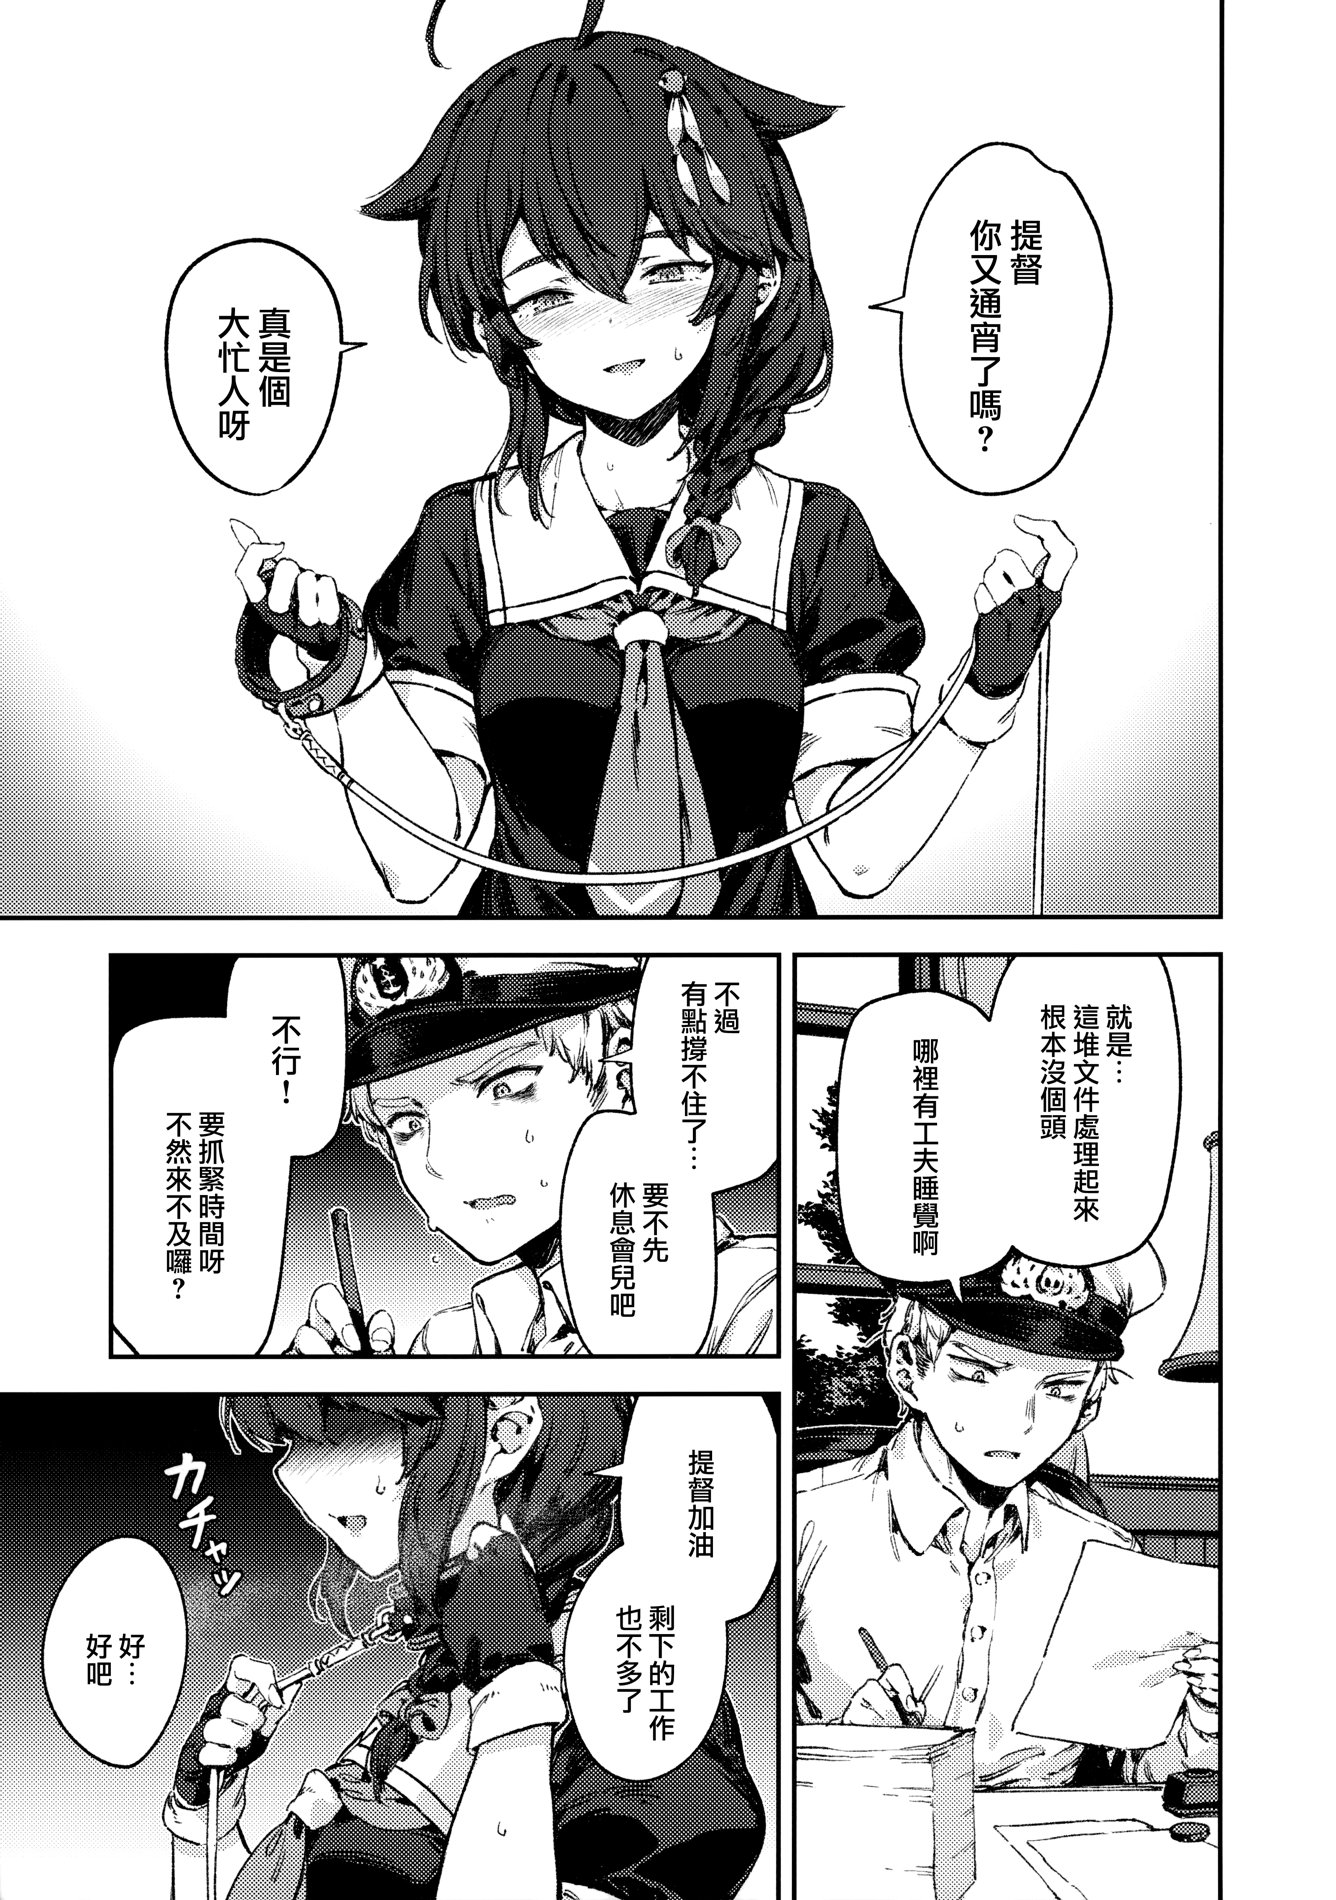 提督
你又通宵了嗎？
真是個
大忙人呀
就是…
這堆文件處理起來
根本沒個頭
哪裡有工夫睡覺啊
不過
有點撐不住了…
要不先
休息會兒吧
不行！
要抓緊時間呀
不然來不及囉？
提督加油
剩下的工作
也不多了
カチャッ
好…
好吧